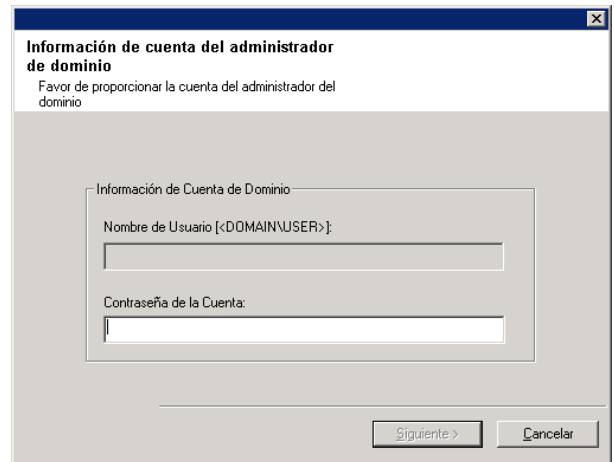 Información de cuenta del administrador
de dominio
Favor de proporcionar la cuenta del administrador del
dominio
Información de Cuenta de Dominio
Nombre de Usuario [<DOMAIN\USER>]:
Contraseña de la Cuenta:
Siguiente >
Cancelar